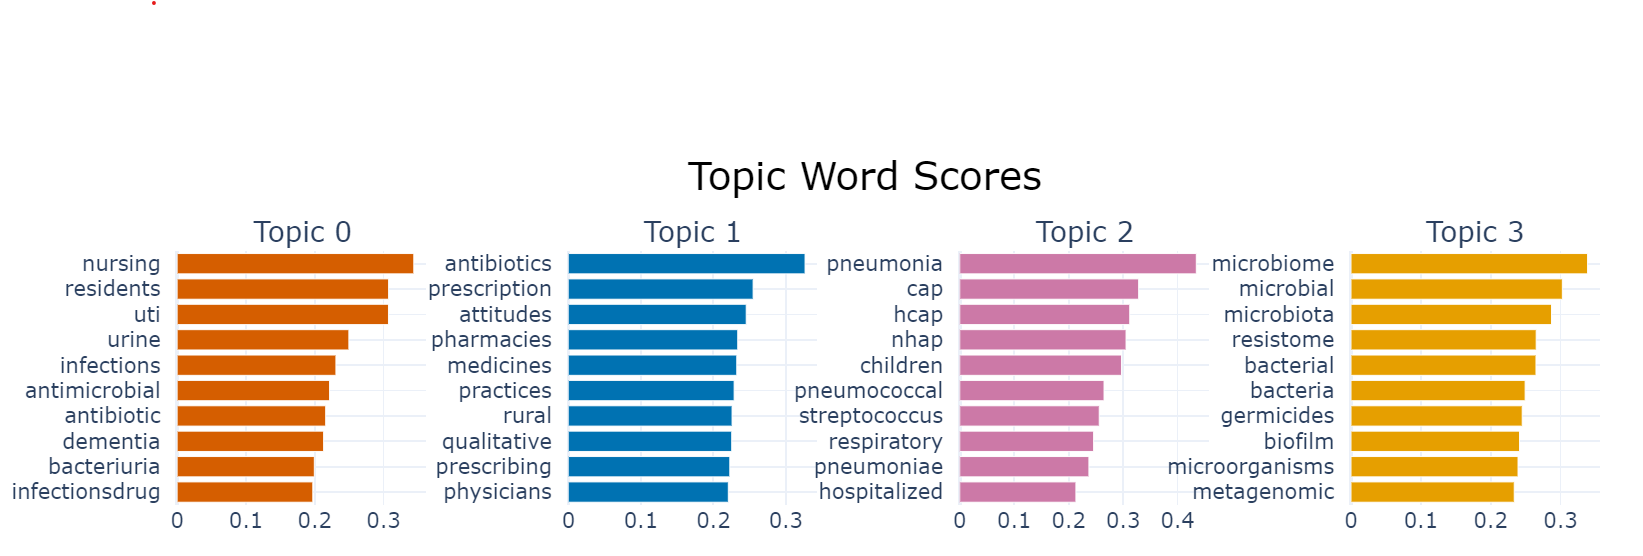 Topic Word Scores
Topic 0
nursing
residents
uti
urine
infections
antimicrobial
antibiotic
dementia
bacteriuria
infectionsdrug
0 0.1 0.2 0.3
Topic 1
antibiotics
prescription
attitudes
pharmacies
medicines
practices
rural
qualitative
prescribing
physicians
0 0.1 0.2 0.3
Topic 2
pneumonia
cap
hcap
nhap
children
pneumococcal
streptococcus
respiratory
pneumoniae
hospitalized
0 0.1 0.2 0.3 0.4
Topic 3
microbiome
microbial
microbiota
resistome
bacterial
bacteria
germicides
biofilm
microorganisms
metagenomic
0 0.1 0.2 0.3